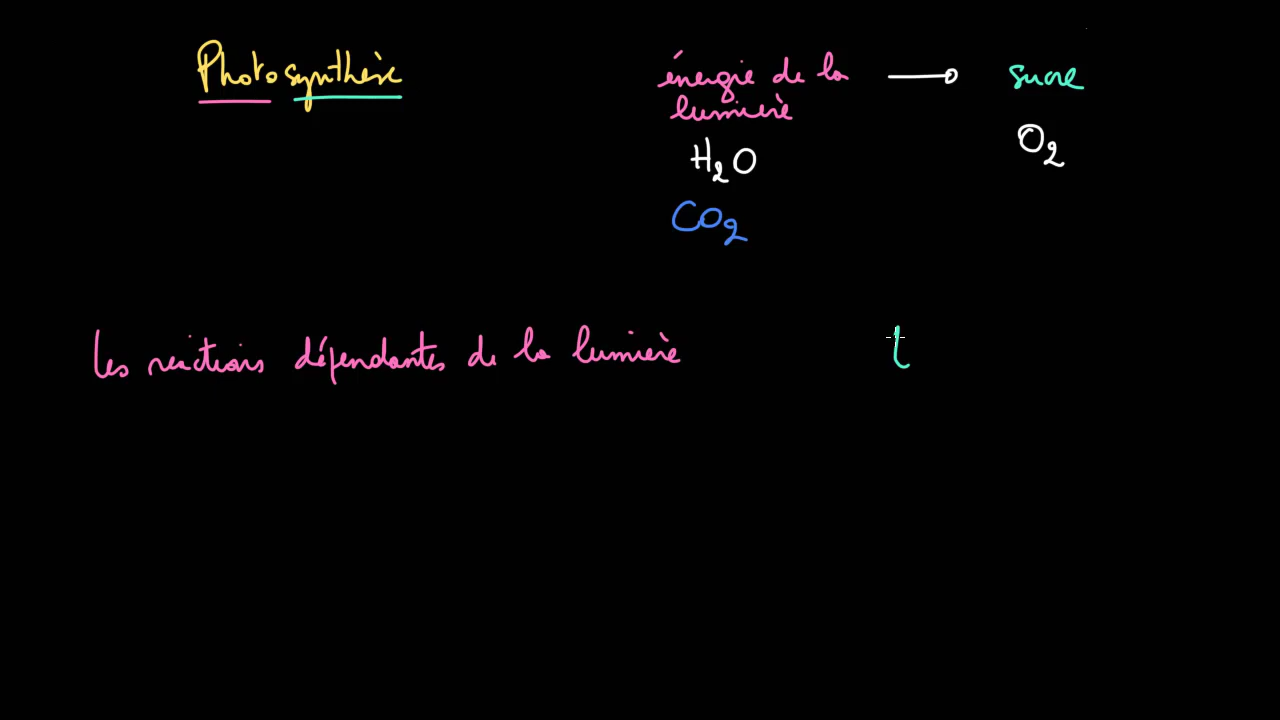 Photosynthèse
énergie de la
lumière
sucre
O2
H2O
CO2
les réactions dépendantes de la lumière
l